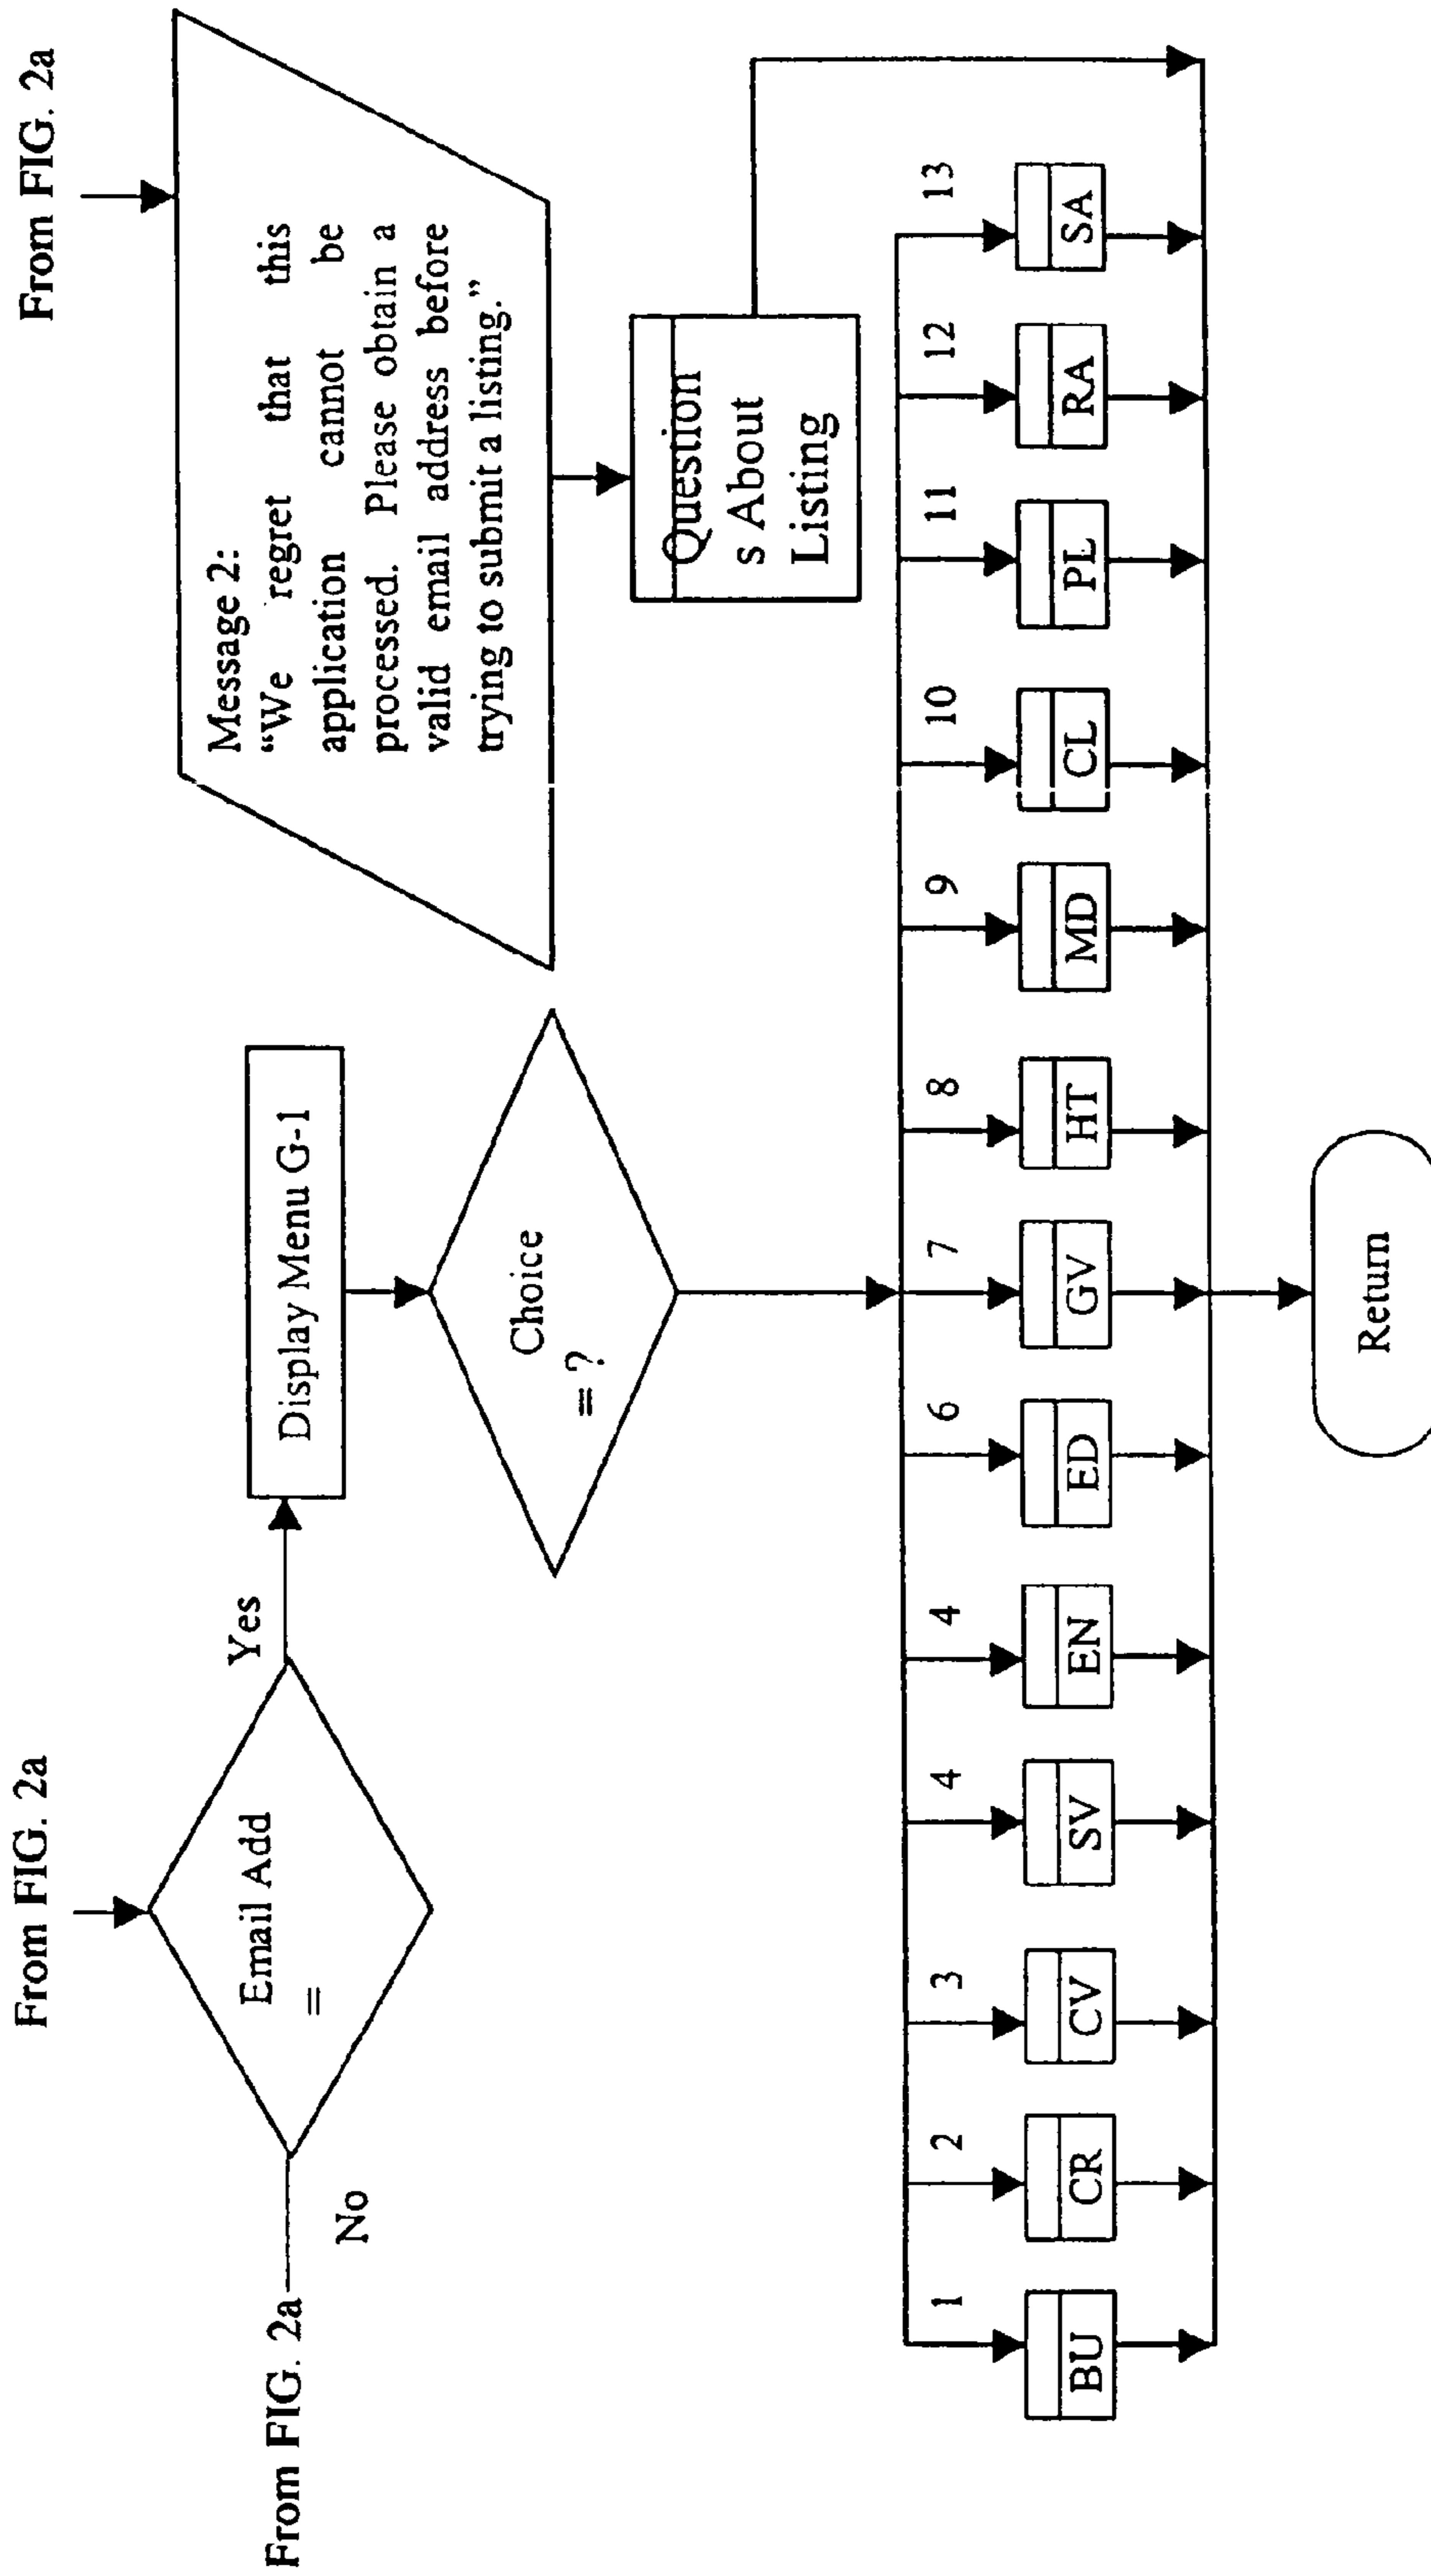 From FIG. 2a
From FIG. 2a
Message 2:
“We regret that this
application cannot be
processed. Please obtain a
valid email address before
trying to submit a listing.”
Email Add
=
Yes
No
From FIG. 2a
Display Menu G-1
Choice
= ?
Question
s About
Listing
1 2 3 4 4 6 7 8 9 10 11 12 13
BU CR CV SV EN ED GV HT MD CL PL RA SA
Return